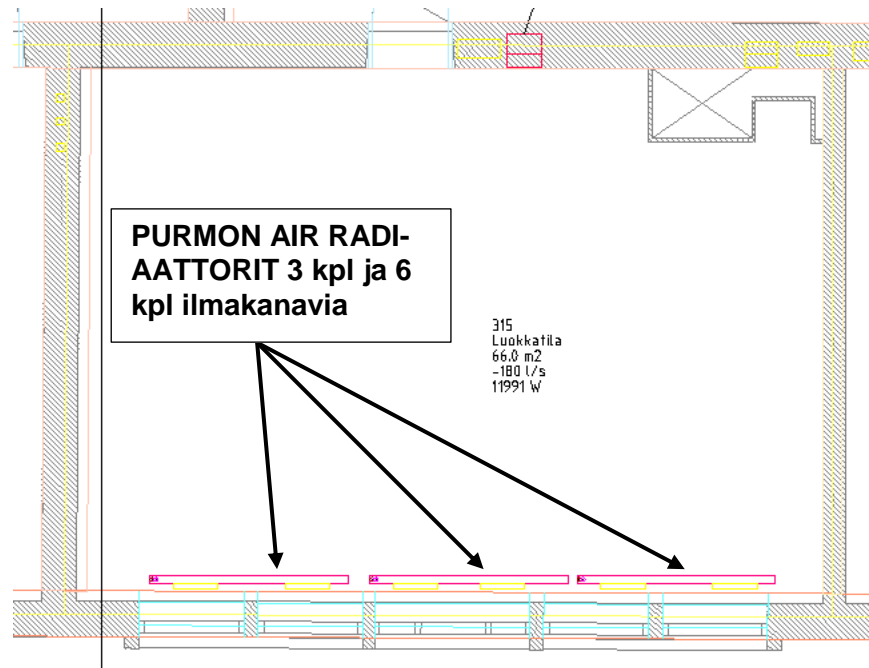 PURMON AIR RADI-
AATTORIT 3 kpl ja 6
kpl ilmakanavia
315
Luokkatila
66.0 m2
-180 l/s
11991 W